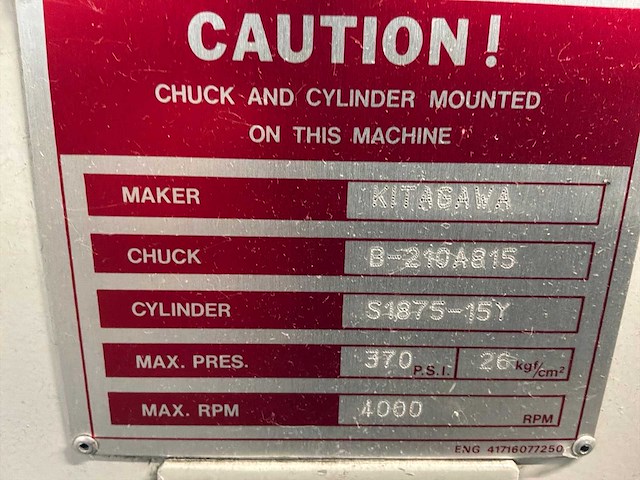 CAUTION!
CHUCK AND CYLINDER MOUNTED
ON THIS MACHINE
MAKER KITAGAWA
CHUCK B-210A815
CYLINDER S1875-15Y
MAX. PRES. 370 P.S.I. 26 kgf/cm²
MAX. RPM 4000 RPM
ENG 41716077250